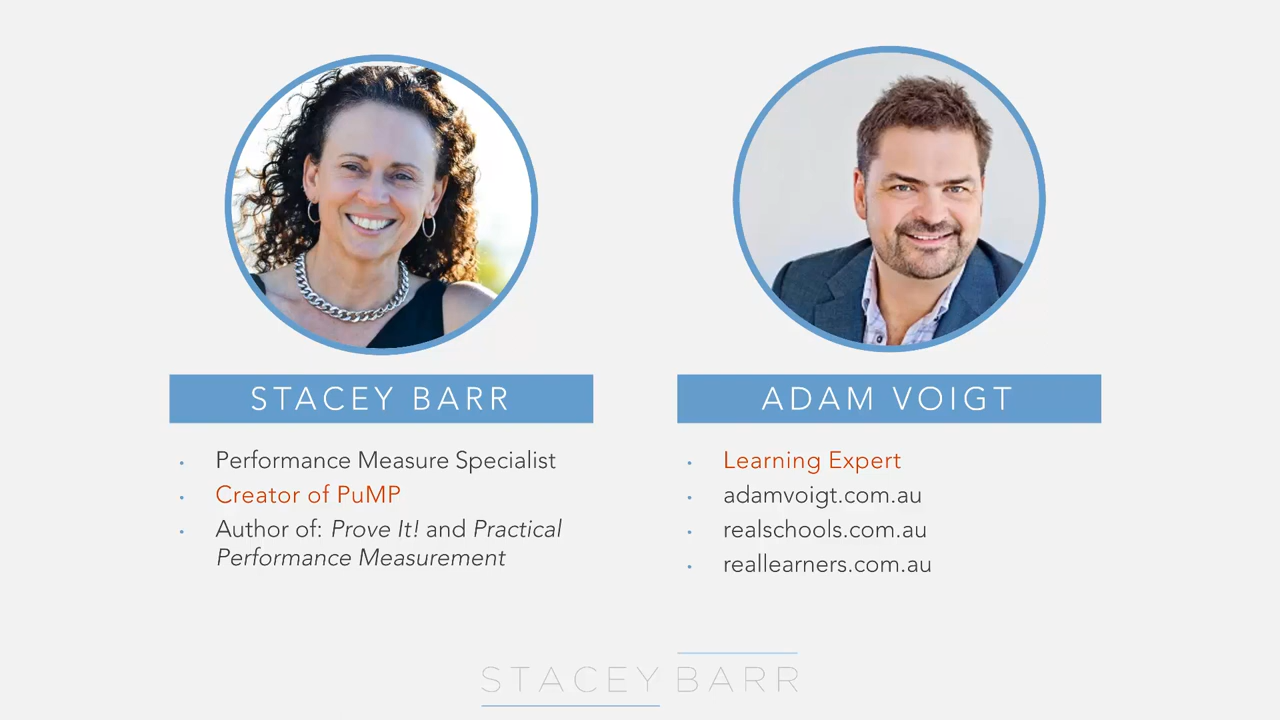 STACEY BARR
• Performance Measure Specialist
• Creator of PuMP
• Author of: Prove It! and Practical
Performance Measurement
ADAM VOIGT
• Learning Expert
• adamvoigt.com.au
• realschools.com.au
• reallearners.com.au
STACEY BARR